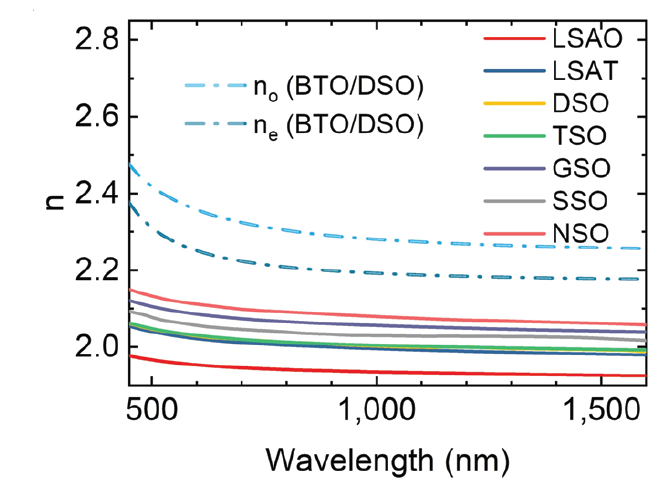 2.8
2.6
2.4
2.2
2.0
n
500
1,000
1,500
Wavelength (nm)
nₒ (BTO/DSO)
nₑ (BTO/DSO)
LSAO
LSAT
DSO
TSO
GSO
SSO
NSO